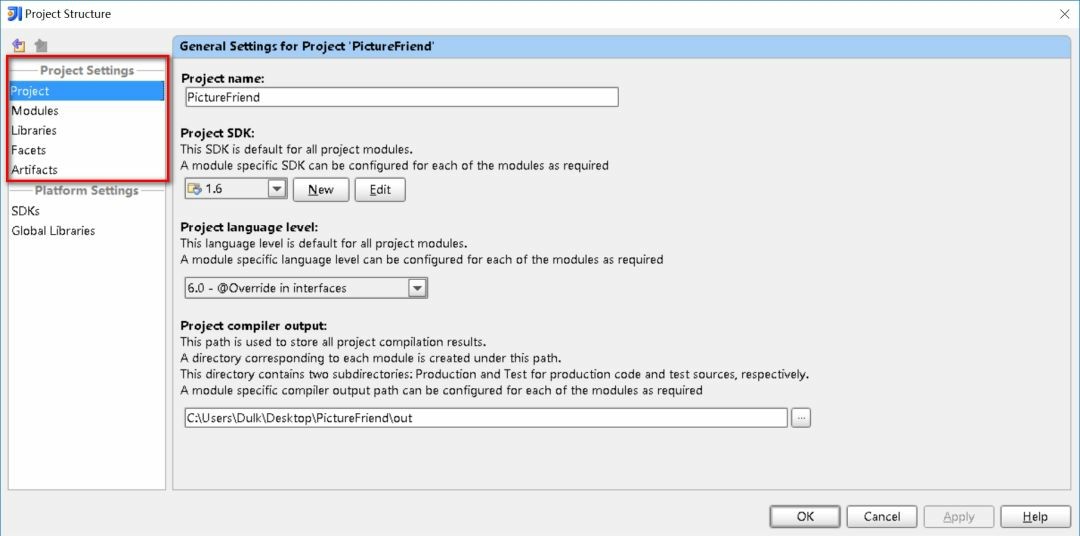 Project Structure
Project Settings
Project
Modules
Libraries
Facets
Artifacts
Platform Settings
SDKs
Global Libraries
General Settings for Project 'PictureFriend'
Project name:
PictureFriend
Project SDK:
This SDK is default for all project modules.
A module specific SDK can be configured for each of the modules as required
1.6 New Edit
Project language level:
This language level is default for all project modules.
A module specific language level can be configured for each of the modules as required
6.0 - @Override in interfaces
Project compiler output:
This path is used to store all project compilation results.
A directory corresponding to each module is created under this path.
This directory contains two subdirectories: Production and Test for production code and test sources, respectively.
A module specific compiler output path can be configured for each of the modules as required
C:\Users\Dulk\Desktop\PictureFriend\out ...
OK Cancel Apply Help